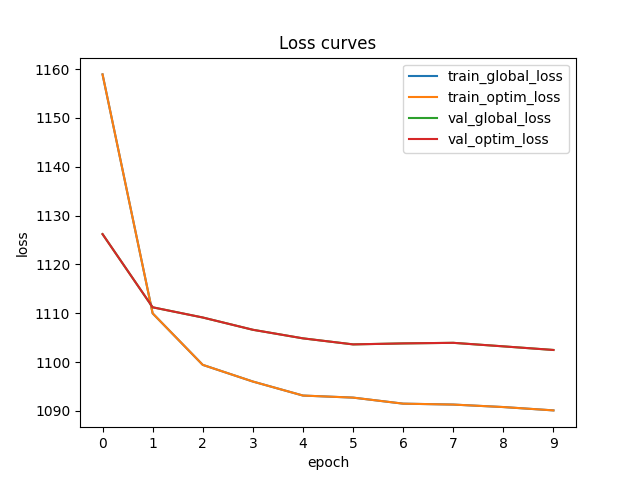 Loss curves
1160
1150
1140
1130
1120
1110
1100
1090
loss
train_global_loss
train_optim_loss
val_global_loss
val_optim_loss
0 1 2 3 4 5 6 7 8 9
epoch